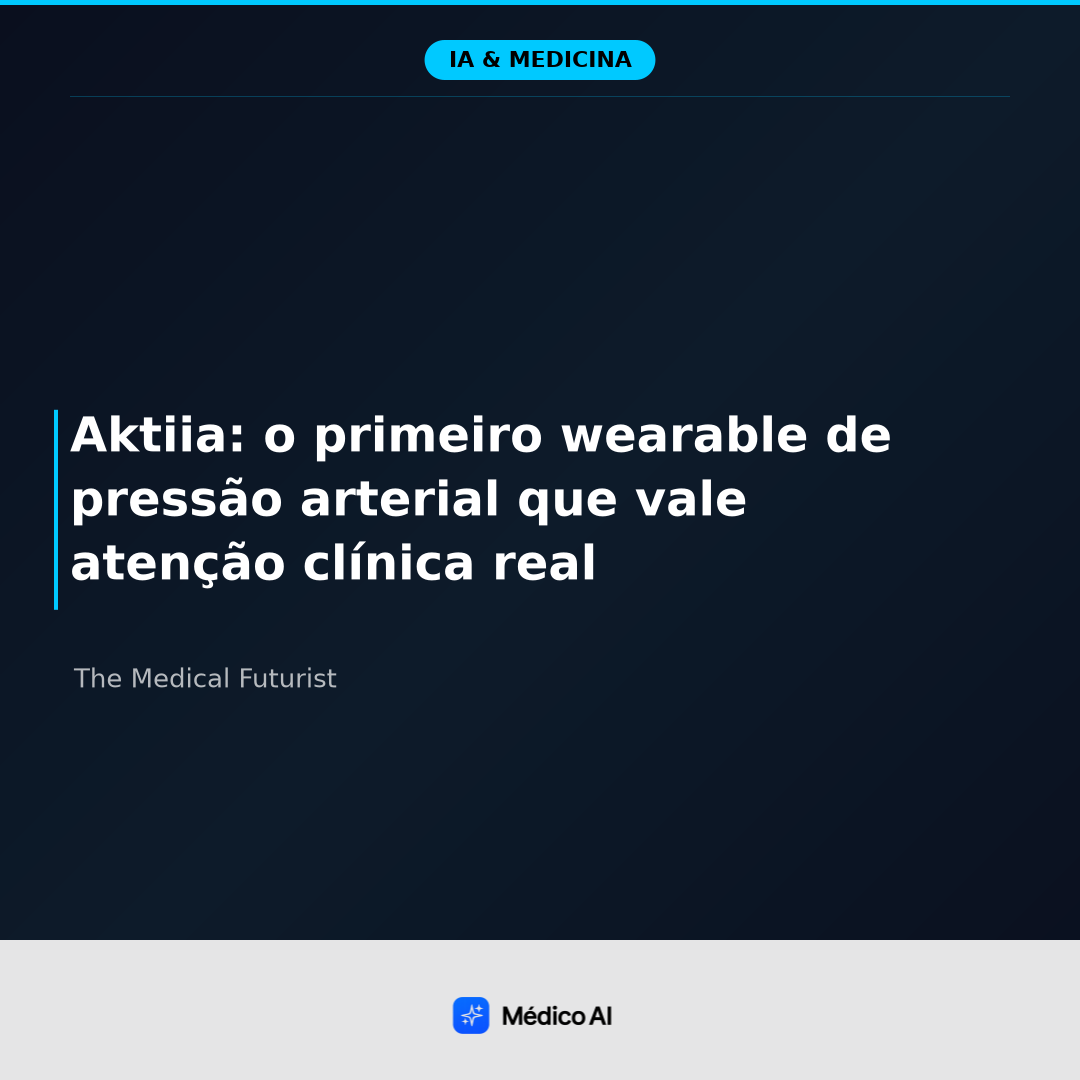 IA & MEDICINA
Aktiia: o primeiro wearable de
pressão arterial que vale
atenção clínica real
The Medical Futurist
Médico AI